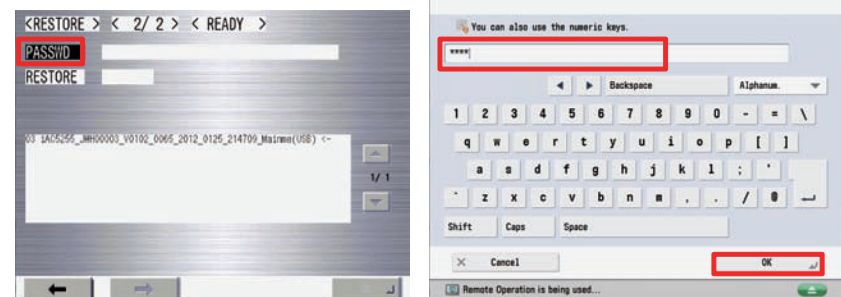 <RESTORE > < 2/ 2 > < READY >
PASSWD
RESTORE
03 1AG5255_JWH00003_V0102_0065_2012_0125_214709_Mainme(USB) <-
1/ 1
You can also use the numeric keys.
****
Backspace Alphanum.
1 2 3 4 5 6 7 8 9 0 - = \
q w e r t y u i o p [ ]
a s d f g h j k l ; '
` z x c v b n m , . / @
Shift Caps Space
× Cancel OK
Remote Operation is being used...